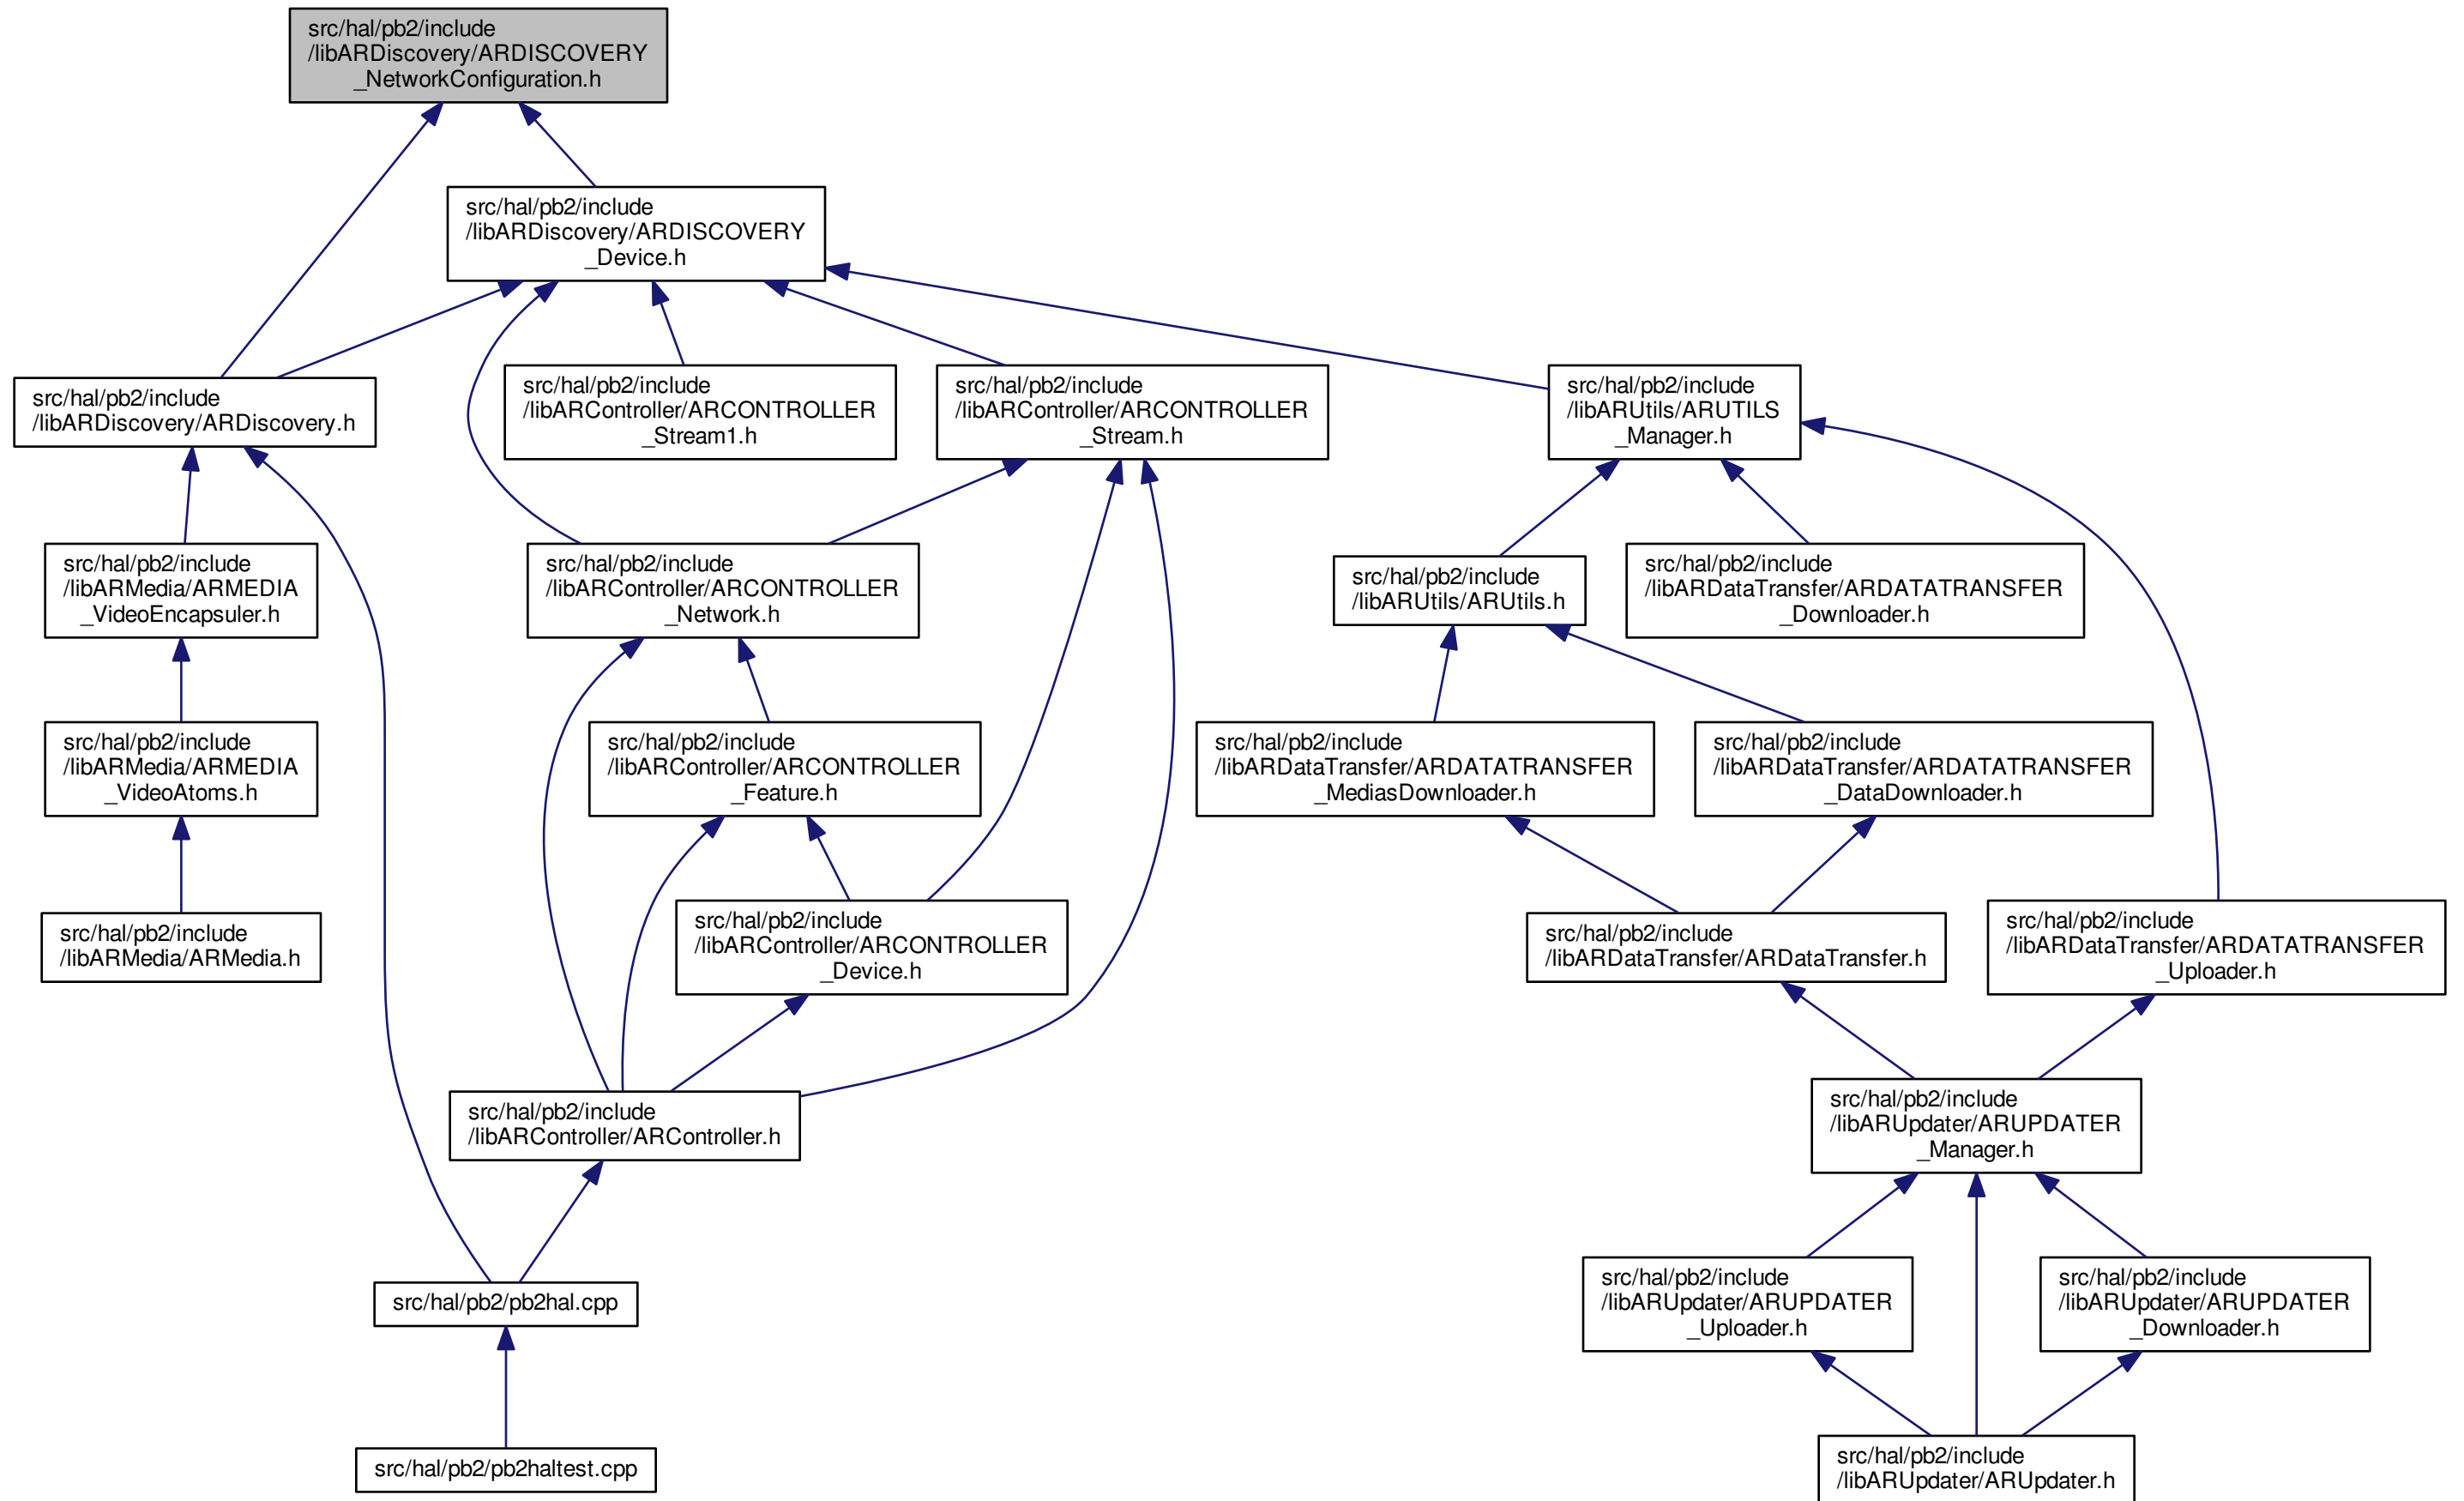 src/hal/pb2/include
/libARDiscovery/ARDISCOVERY
_NetworkConfiguration.h
src/hal/pb2/include
/libARDiscovery/ARDISCOVERY
_Device.h
src/hal/pb2/include
/libARDiscovery/ARDiscovery.h
src/hal/pb2/include
/libARController/ARCONTROLLER
_Stream1.h
src/hal/pb2/include
/libARController/ARCONTROLLER
_Stream.h
src/hal/pb2/include
/libARUtils/ARUTILS
_Manager.h
src/hal/pb2/include
/libARMedia/ARMEDIA
_VideoEncapsuler.h
src/hal/pb2/include
/libARController/ARCONTROLLER
_Network.h
src/hal/pb2/include
/libARUtils/ARUtils.h
src/hal/pb2/include
/libARDataTransfer/ARDATATRANSFER
_Downloader.h
src/hal/pb2/include
/libARMedia/ARMEDIA
_VideoAtoms.h
src/hal/pb2/include
/libARController/ARCONTROLLER
_Feature.h
src/hal/pb2/include
/libARDataTransfer/ARDATATRANSFER
_MediasDownloader.h
src/hal/pb2/include
/libARDataTransfer/ARDATATRANSFER
_DataDownloader.h
src/hal/pb2/include
/libARMedia/ARMedia.h
src/hal/pb2/include
/libARController/ARCONTROLLER
_Device.h
src/hal/pb2/include
/libARDataTransfer/ARDataTransfer.h
src/hal/pb2/include
/libARDataTransfer/ARDATATRANSFER
_Uploader.h
src/hal/pb2/include
/libARController/ARController.h
src/hal/pb2/include
/libARUpdater/ARUPDATER
_Manager.h
src/hal/pb2/pb2hal.cpp
src/hal/pb2/include
/libARUpdater/ARUPDATER
_Uploader.h
src/hal/pb2/include
/libARUpdater/ARUPDATER
_Downloader.h
src/hal/pb2/pb2haltest.cpp
src/hal/pb2/include
/libARUpdater/ARUpdater.h